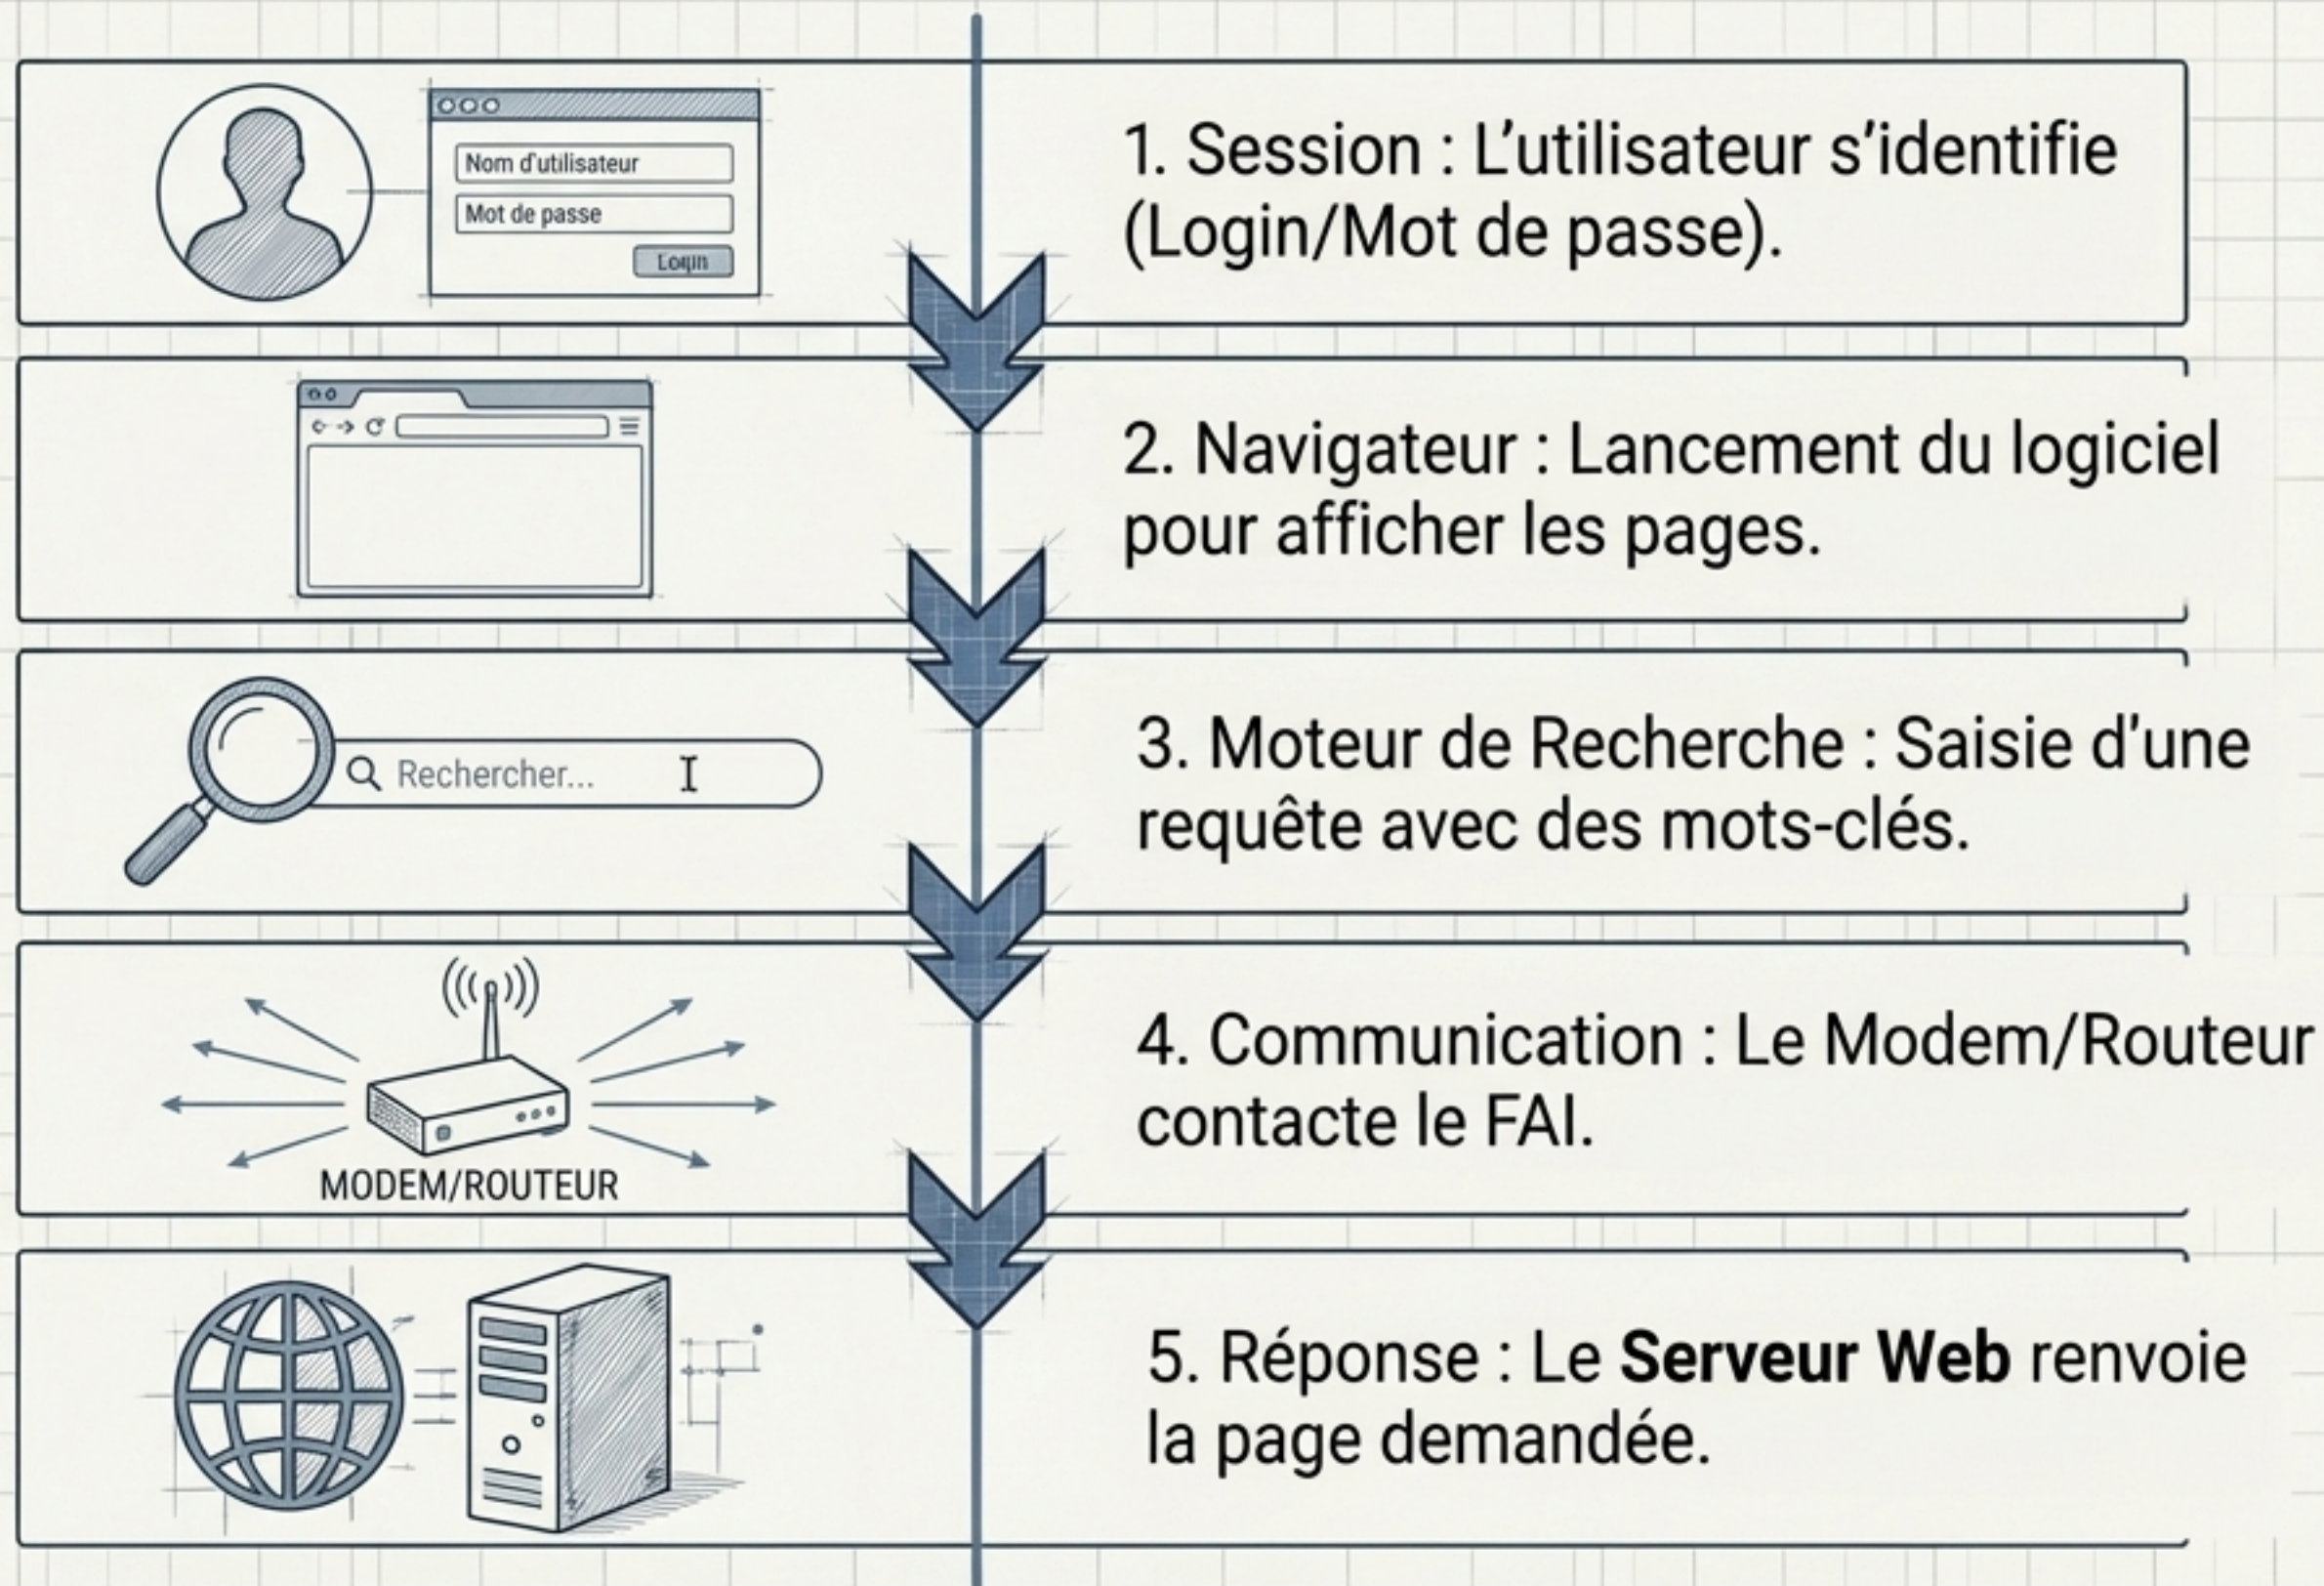 Nom d'utilisateur
Mot de passe
1. Session : L'utilisateur s'identifie
(Login/Mot de passe).
2. Navigateur : Lancement du logiciel
pour afficher les pages.
Rechercher...
3. Moteur de Recherche : Saisie d'une
requête avec des mots-clés.
MODEM/ROUTEUR
4. Communication : Le Modem/Routeur
contacte le FAI.
5. Réponse : Le Serveur Web renvoie
la page demandée.